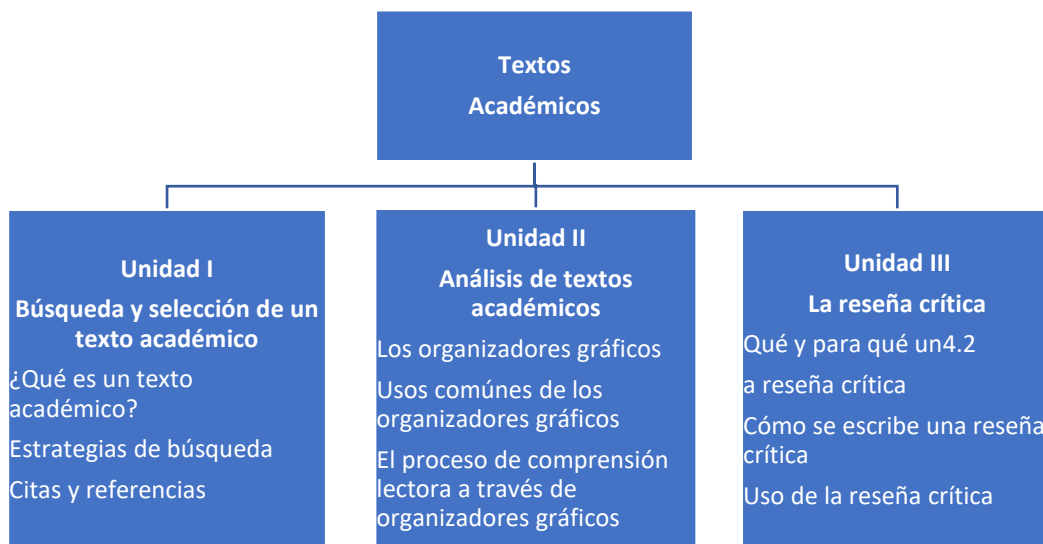 Textos
Académicos
Unidad I
Búsqueda y selección de un
texto académico
¿Qué es un texto
académico?
Estrategias de búsqueda
Citas y referencias
Unidad II
Análisis de textos
académicos
Los organizadores gráficos
Usos comúnes de los
organizadores gráficos
El proceso de comprensión
lectora a través de
organizadores gráficos
Unidad III
La reseña crítica
Qué y para qué un4.2
a reseña crítica
Cómo se escribe una reseña
crítica
Uso de la reseña crítica